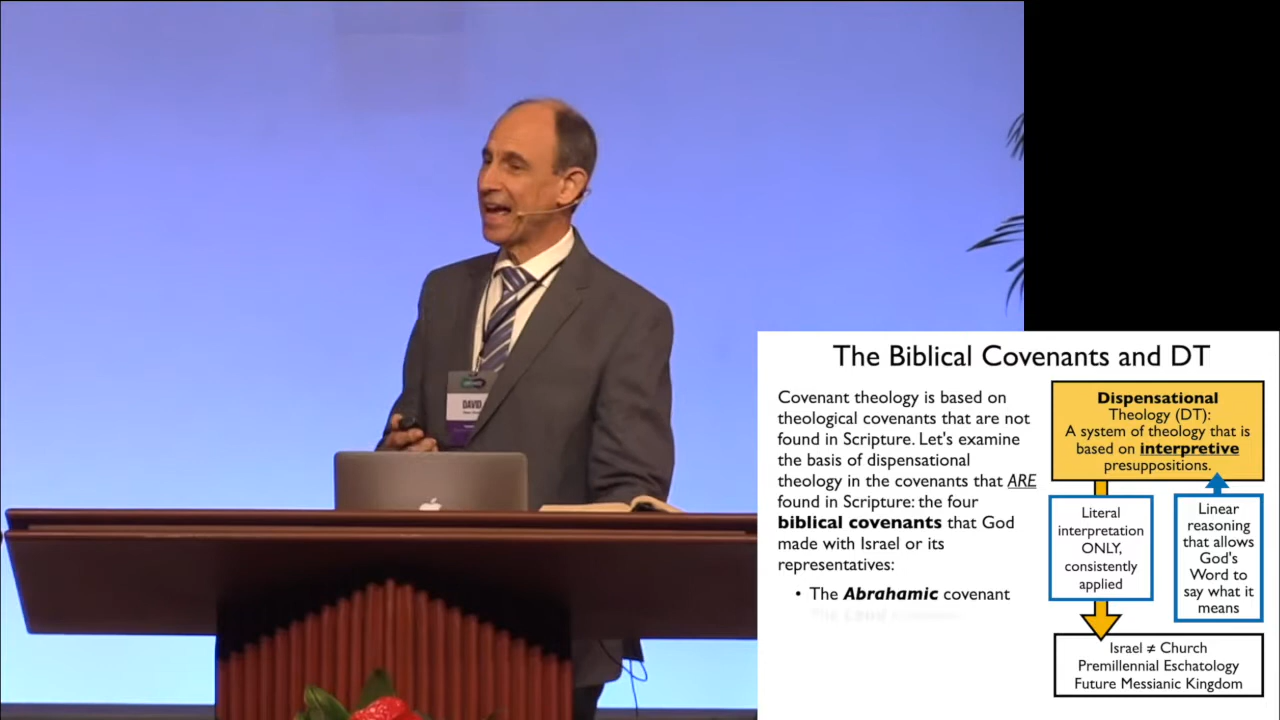 DAVID
The Biblical Covenants and DT
Covenant theology is based on
theological covenants that are not
found in Scripture. Let's examine
the basis of dispensational
theology in the covenants that ARE
found in Scripture: the four
biblical covenants that God
made with Israel or its
representatives:
• The Abrahamic covenant
The Land covenant
Dispensational
Theology (DT):
A system of theology that is
based on interpretive
presuppositions.
Literal
interpretation
ONLY,
consistently
applied
Linear
reasoning
that allows
God's
Word to
say what it
means
Israel ≠ Church
Premillennial Eschatology
Future Messianic Kingdom